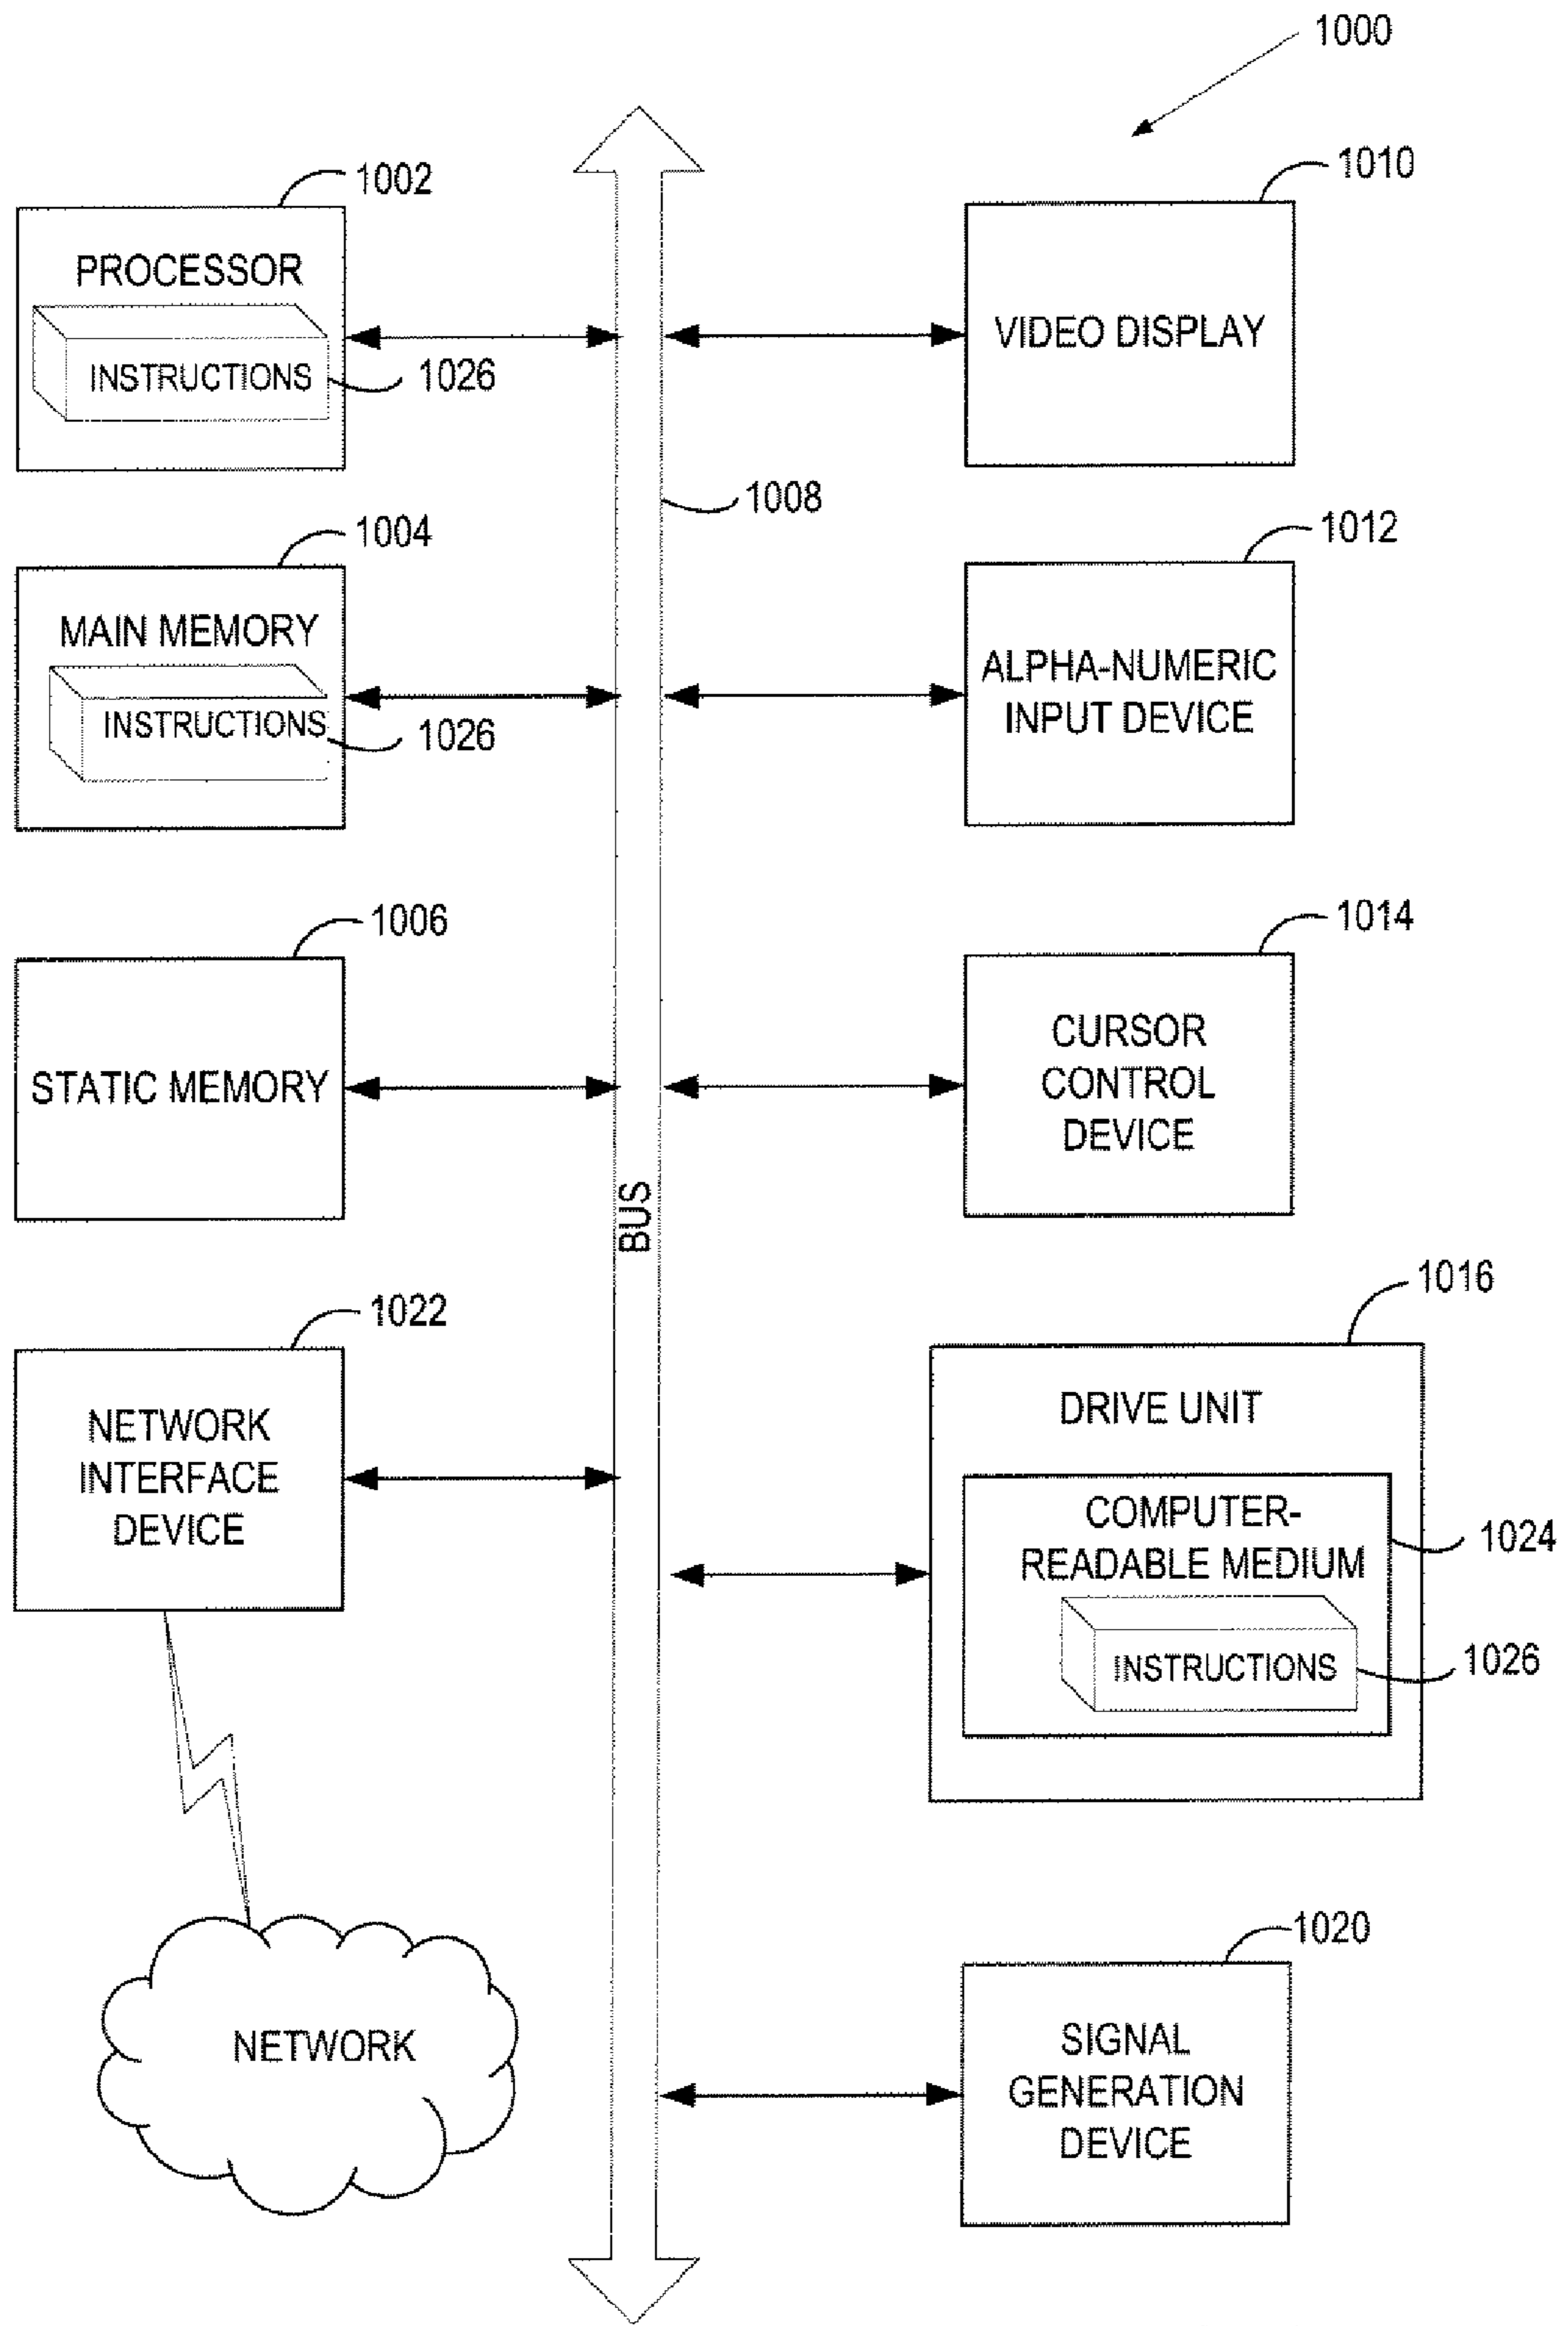 1000
1002
PROCESSOR
INSTRUCTIONS
1026
1004
MAIN MEMORY
INSTRUCTIONS
1026
1006
STATIC MEMORY
1022
NETWORK
INTERFACE
DEVICE
NETWORK
1008
BUS
1010
VIDEO DISPLAY
1012
ALPHA-NUMERIC
INPUT DEVICE
1014
CURSOR
CONTROL
DEVICE
1016
DRIVE UNIT
COMPUTER-
READABLE MEDIUM
1024
INSTRUCTIONS
1026
1020
SIGNAL
GENERATION
DEVICE